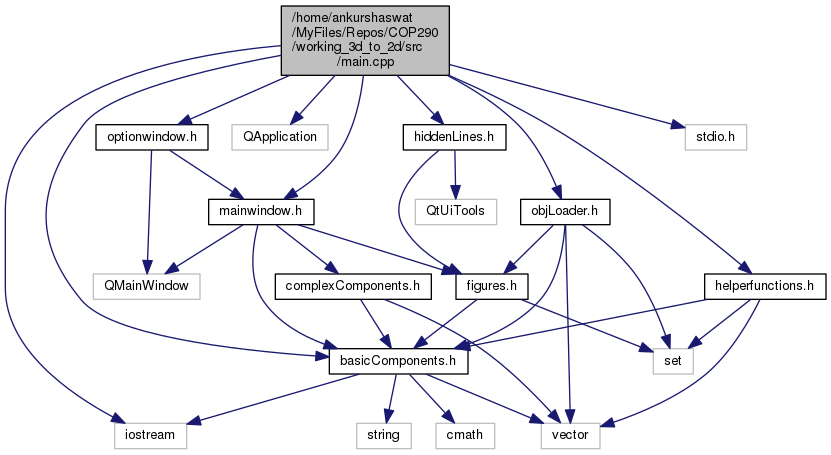 /home/ankurshaswat
/MyFiles/Repos/COP290
/working_3d_to_2d/src
/main.cpp
optionwindow.h
QApplication
hiddenLines.h
stdio.h
mainwindow.h
QtUiTools
objLoader.h
QMainWindow
complexComponents.h
figures.h
helperfunctions.h
basicComponents.h
set
iostream
string
cmath
vector